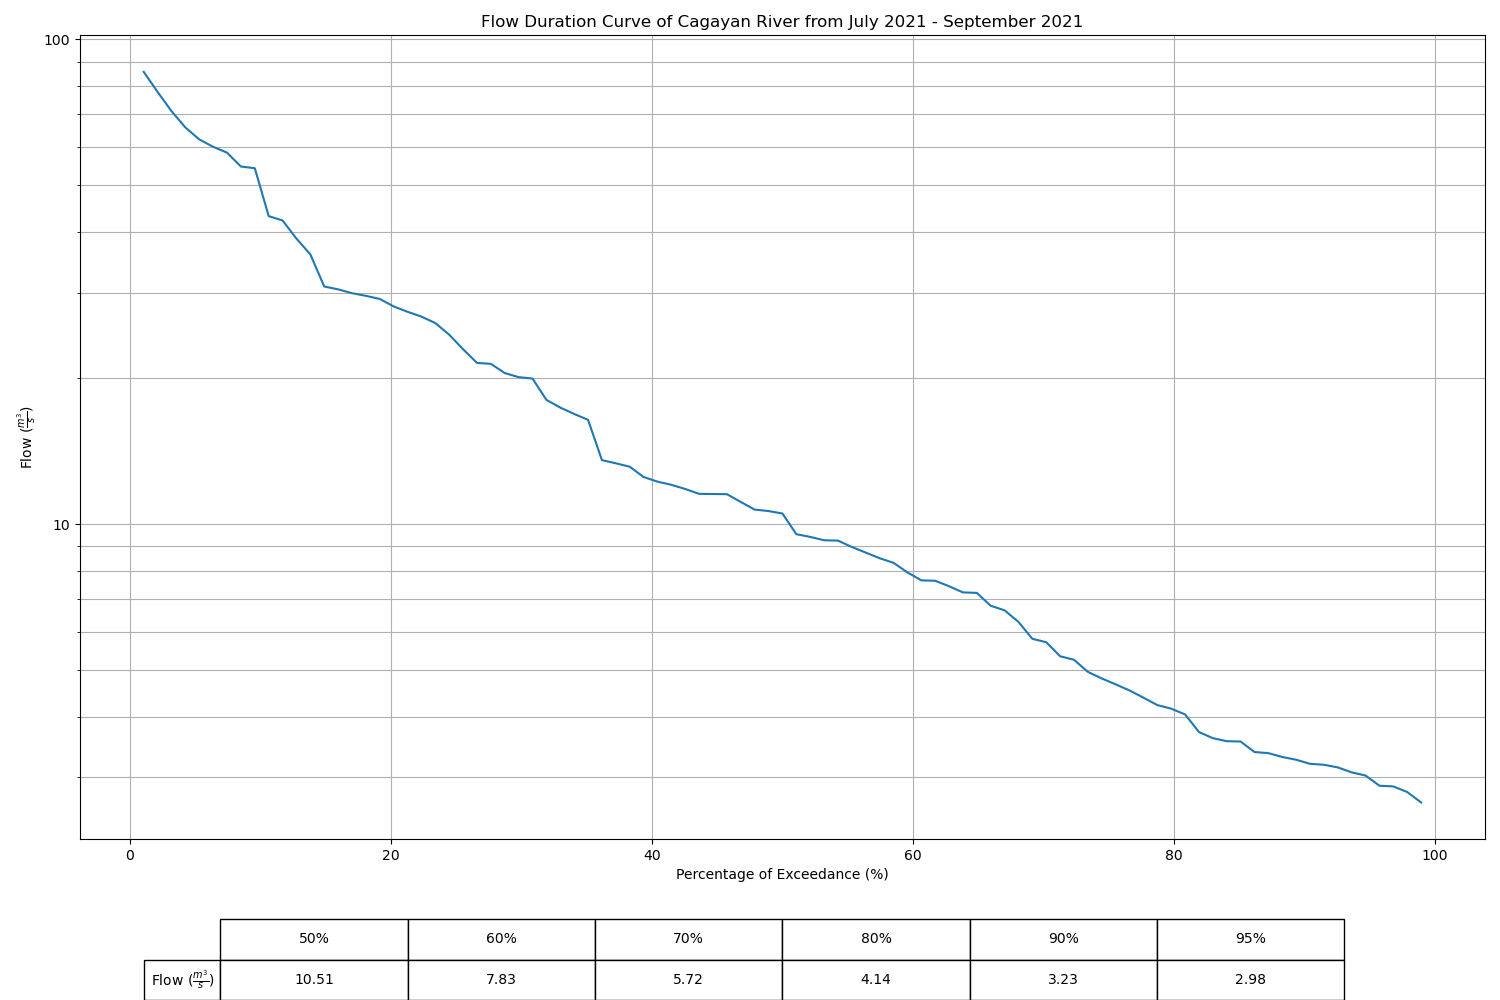 Flow Duration Curve of Cagayan River from July 2021 - September 2021
100
10
Flow (m³/s)
0 20 40 60 80 100
Percentage of Exceedance (%)
50% 60% 70% 80% 90% 95%
Flow (m³/s) 10.51 7.83 5.72 4.14 3.23 2.98